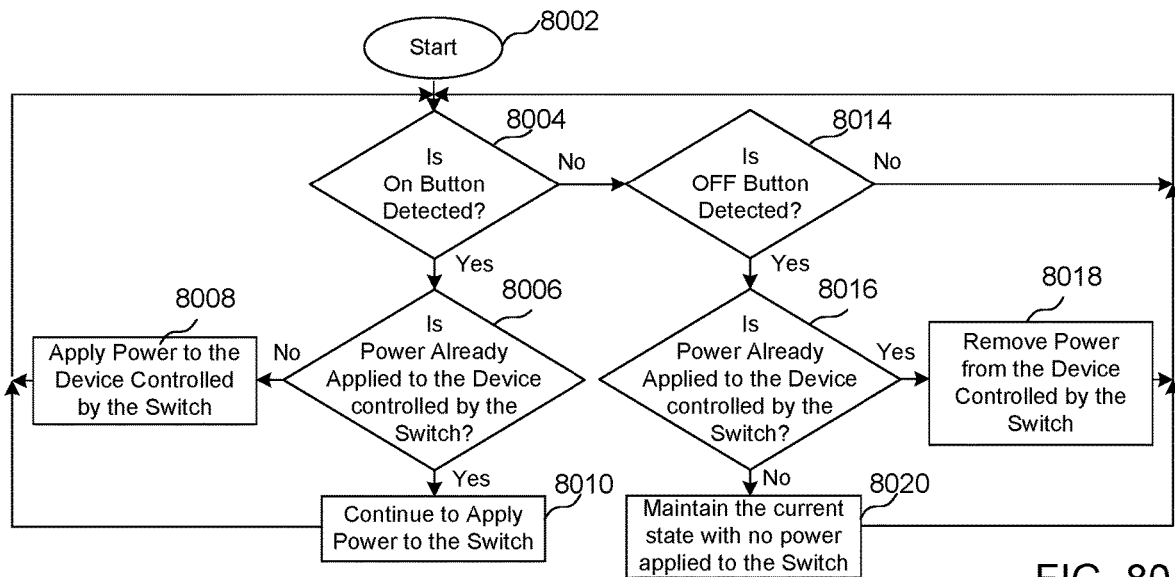 8002
Start
8004
Is
On Button
Detected?
No
8014
Is
OFF Button
Detected?
No
Yes
Yes
8006
Is
Power Already
Applied to the Device
controlled by the
Switch?
No
8008
Apply Power to the
Device Controlled
by the Switch
8016
Is
Power Already
Applied to the Device
controlled by the
Switch?
Yes
8018
Remove Power
from the Device
Controlled by the
Switch
Yes
8010
Continue to Apply
Power to the Switch
No
8020
Maintain the current
state with no power
applied to the Switch
FIG. 80